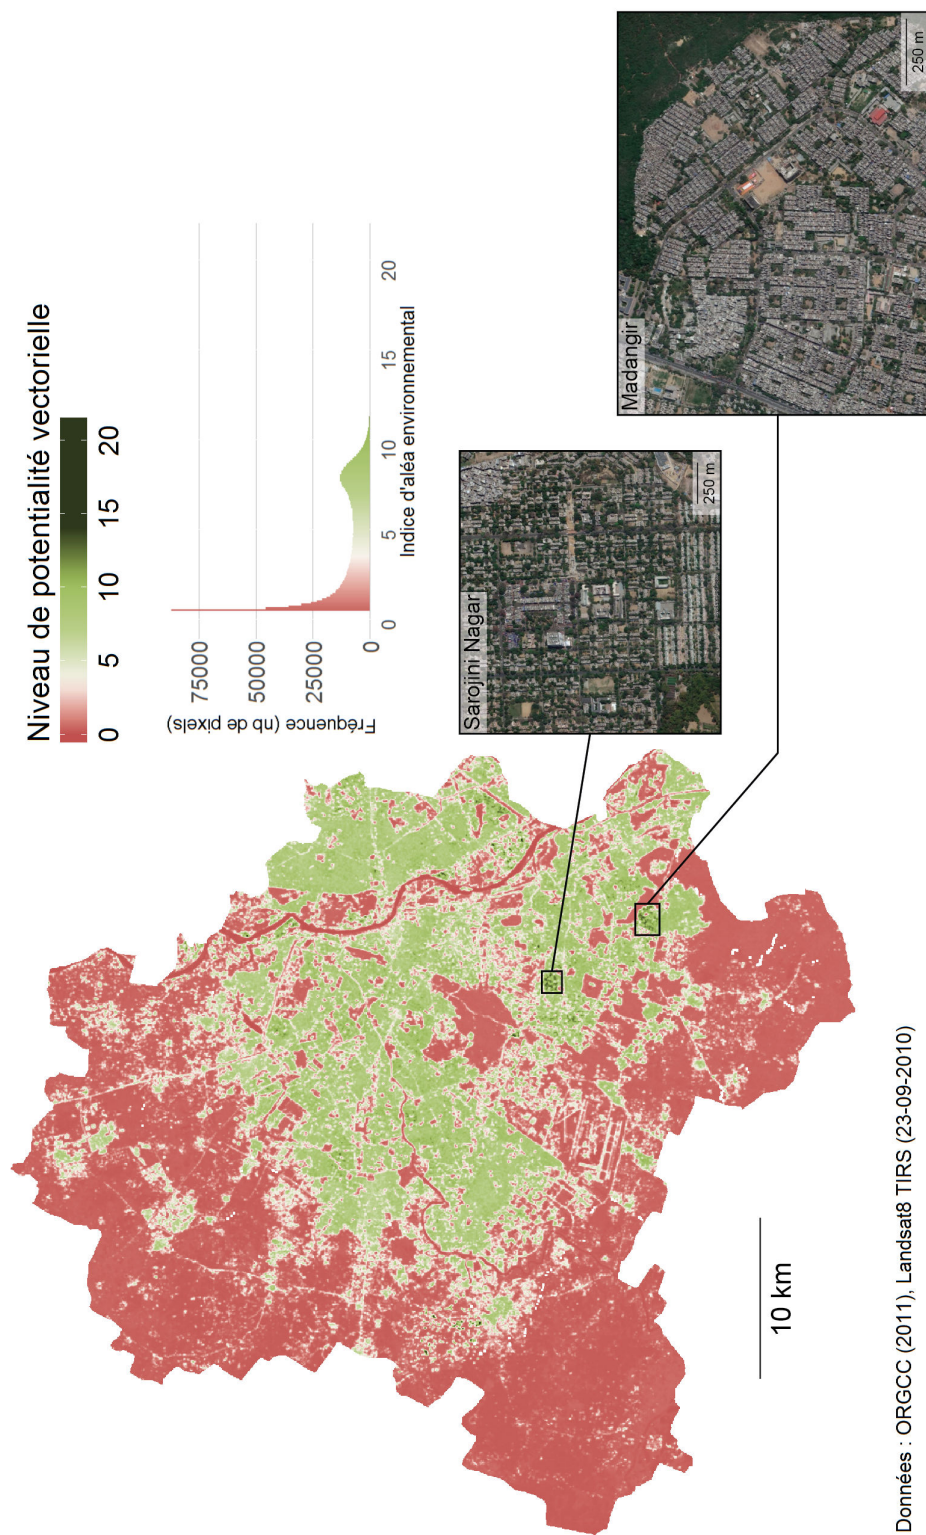 Niveau de potentialité vectorielle
0 5 10 15 20
Fréquence (nb de pixels)
75000
50000
25000
0
0 5 10 15 20
Indice d'aléa environnemental
Sarojini Nagar
250 m
Madangir
250 m
10 km
Données : ORGCC (2011), Landsat8 TIRS (23-09-2010)